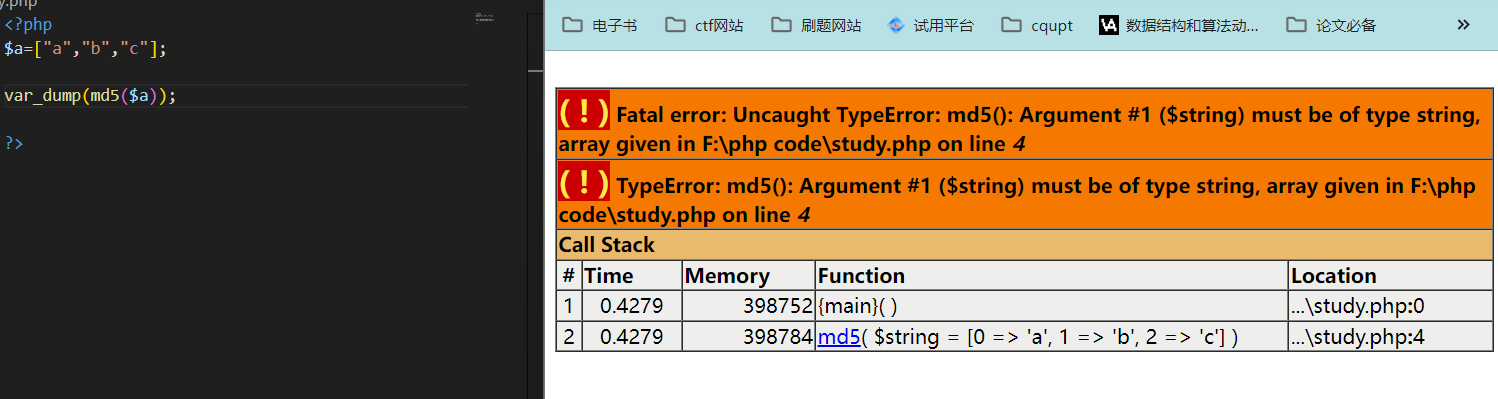 y.php
<?php
$a=["a","b","c"];
var_dump(md5($a));
?>
电子书 ctf网站 刷题网站 试用平台 cqupt VA 数据结构和算法动... 论文必备 »
( ! ) Fatal error: Uncaught TypeError: md5(): Argument #1 ($string) must be of type string,
array given in F:\php code\study.php on line 4
( ! ) TypeError: md5(): Argument #1 ($string) must be of type string, array given in F:\php
code\study.php on line 4
Call Stack
# Time Memory Function Location
1 0.4279 398752 {main}( ) ...\study.php:0
2 0.4279 398784 md5( $string = [0 => 'a', 1 => 'b', 2 => 'c'] ) ...\study.php:4